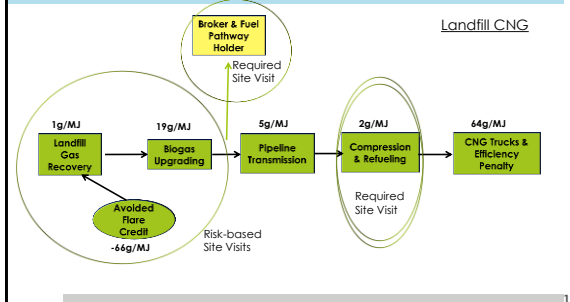 Landfill CNG
Broker & Fuel
Pathway
Holder
Required
Site Visit
1g/MJ
19g/MJ
5g/MJ
2g/MJ
64g/MJ
Landfill
Gas
Recovery
Biogas
Upgrading
Pipeline
Transmission
Compression
& Refueling
CNG Trucks &
Efficiency
Penalty
Avoided
Flare
Credit
-66g/MJ
Risk-based
Site Visits
Required
Site Visit
1